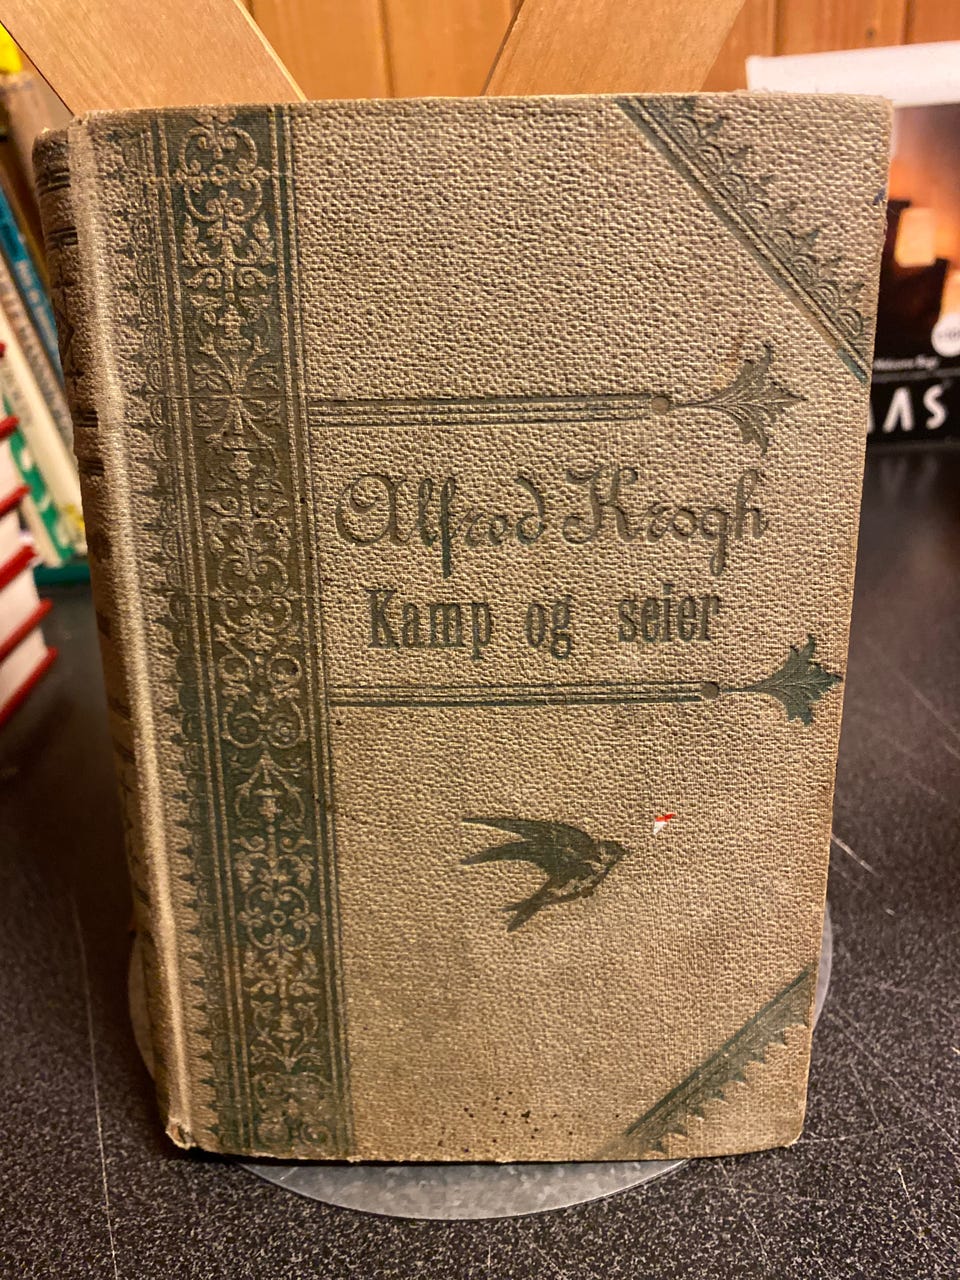 Alfred Krogh
Kamp og seier